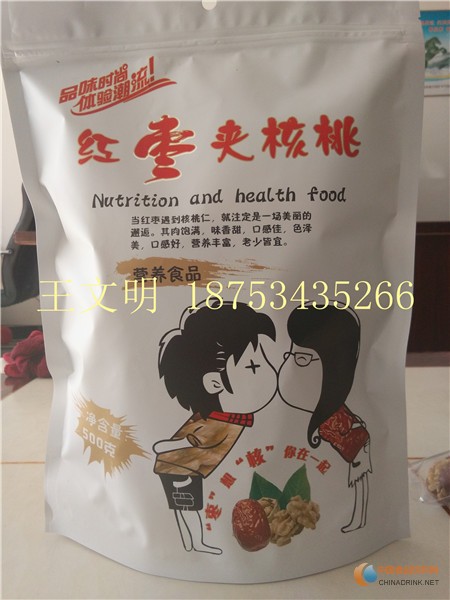 品味时尚
体验潮流!
红枣夹核桃
Nutrition and health food
当红枣遇到核桃仁，就注定是一场美丽的
邂逅。其肉饱满，味香甜，口感佳，色泽
美，口感好，营养丰富，老少皆宜。
营养食品
王文明 18753435266
净含量
500克
“枣”想“核”你在一起
CHINADRINK.NET